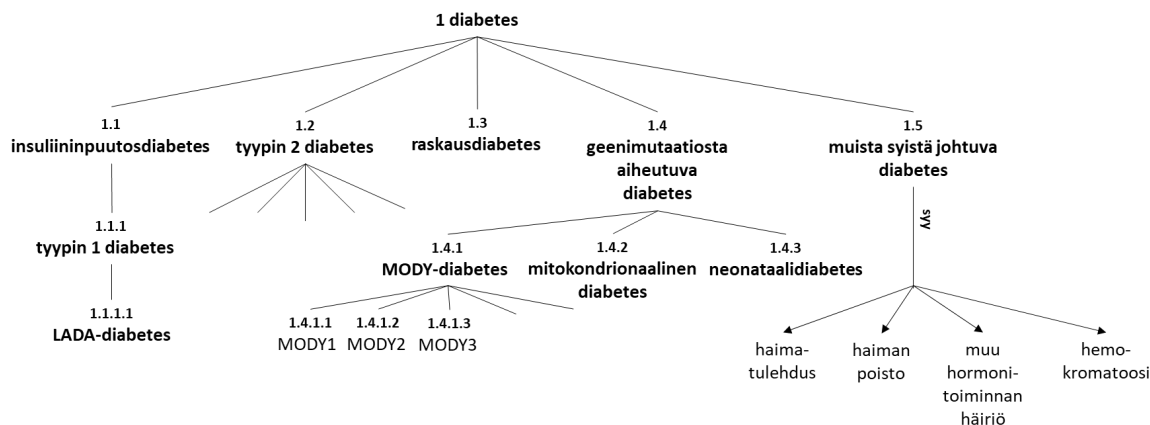 1 diabetes
1.1
insuliininpuutosdiabetes
1.2
tyypin 2 diabetes
1.3
raskausdiabetes
1.4
geenimutaatiosta
aiheutuva
diabetes
1.5
muista syistä johtuva
diabetes
syy
1.1.1
tyypin 1 diabetes
1.4.1
MODY-diabetes
1.4.2
mitokondrionaalinen
diabetes
1.4.3
neonataalidiabetes
1.1.1.1
LADA-diabetes
1.4.1.1
MODY1
1.4.1.2
MODY2
1.4.1.3
MODY3
haima-
tulehdus
haiman
poisto
muu
hormoni-
toiminnan
häiriö
hemo-
kromatoosi